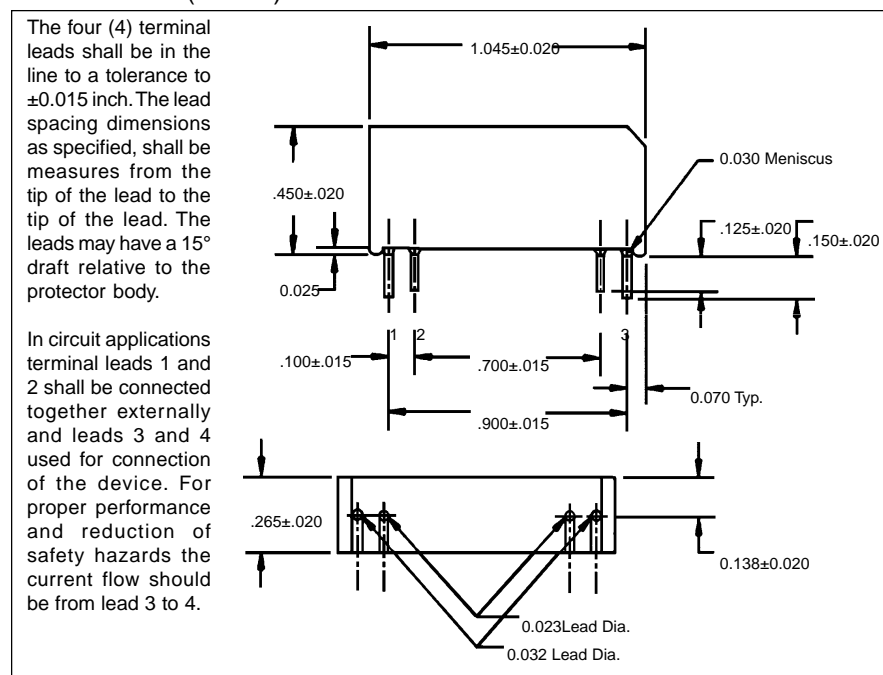 The four (4) terminal
leads shall be in the
line to a tolerance to
±0.015 inch. The lead
spacing dimensions
as specified, shall be
measures from the
tip of the lead to the
tip of the lead. The
leads may have a 15°
draft relative to the
protector body.
In circuit applications
terminal leads 1 and
2 shall be connected
together externally
and leads 3 and 4
used for connection
of the device. For
proper performance
and reduction of
safety hazards the
current flow should
be from lead 3 to 4.
1.045±0.020
0.030 Meniscus
.450±.020
.125±.020
.150±.020
0.025
1 2 3
.100±.015
.700±.015
0.070 Typ.
.900±.015
.265±.020
0.138±0.020
0.023Lead Dia.
0.032 Lead Dia.